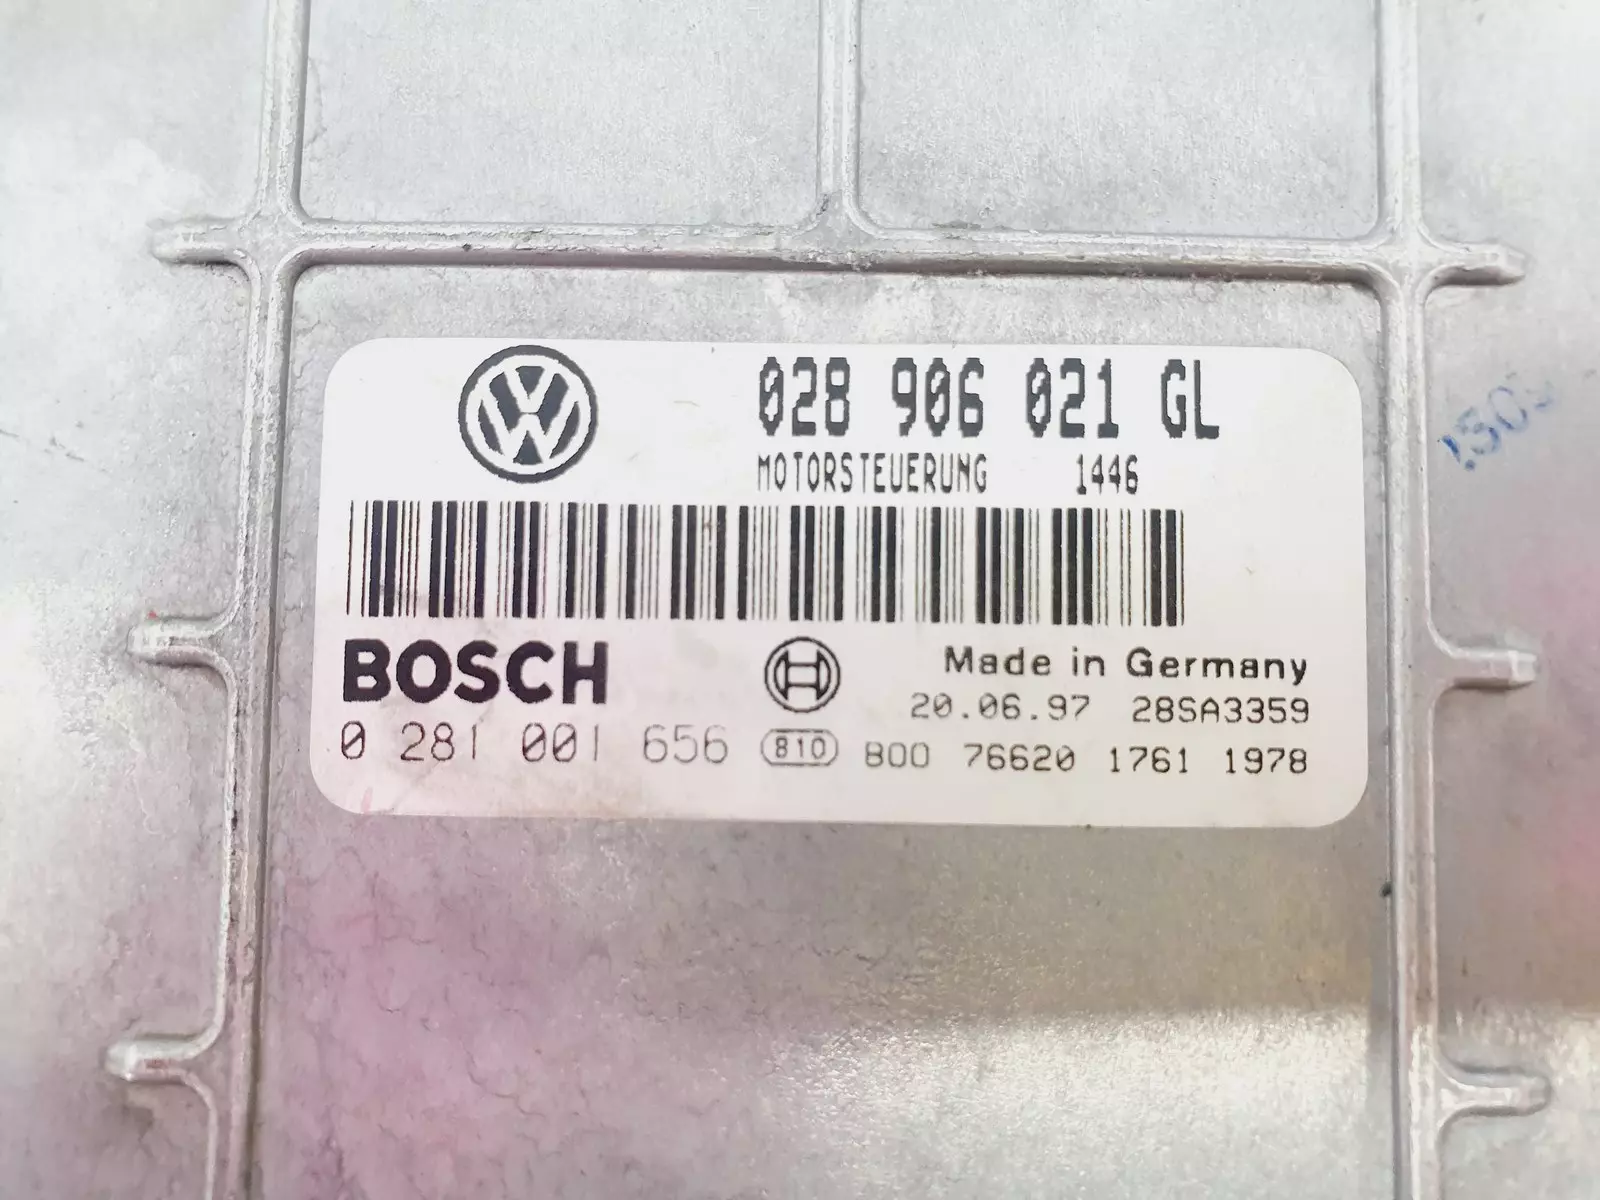 028 906 021 GL
MOTORSTEUERUNG 1446
BOSCH
Made in Germany
20.06.97 28SA3359
0 281 001 656 810 800 76620 1761 1978